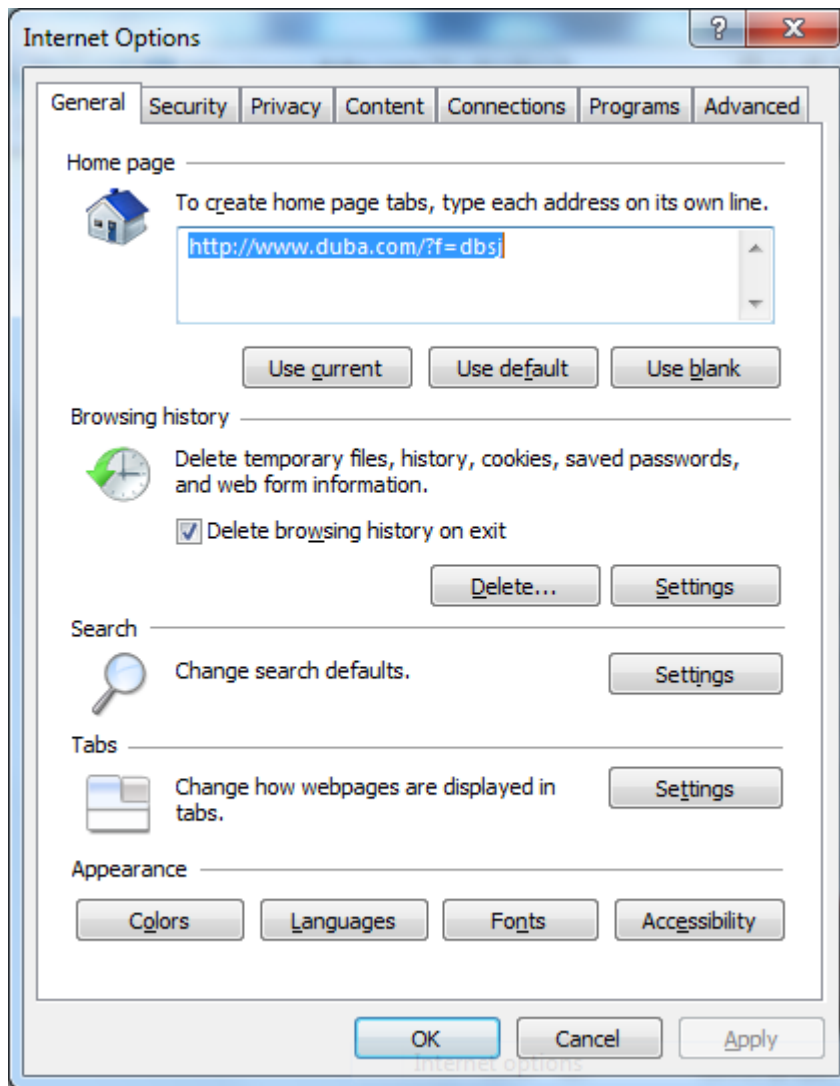 Internet Options
General Security Privacy Content Connections Programs Advanced
Home page
To create home page tabs, type each address on its own line.
http://www.duba.com/?f=dbsj
Use current Use default Use blank
Browsing history
Delete temporary files, history, cookies, saved passwords,
and web form information.
Delete browsing history on exit
Delete... Settings
Search
Change search defaults.
Settings
Tabs
Change how webpages are displayed in
tabs.
Settings
Appearance
Colors Languages Fonts Accessibility
OK Cancel Apply
Internet options